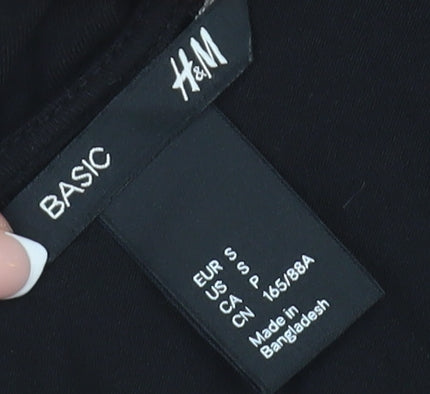 H&M
BASIC
EUR S
US S
CA P
CN 165/88A
Made in
Bangladesh